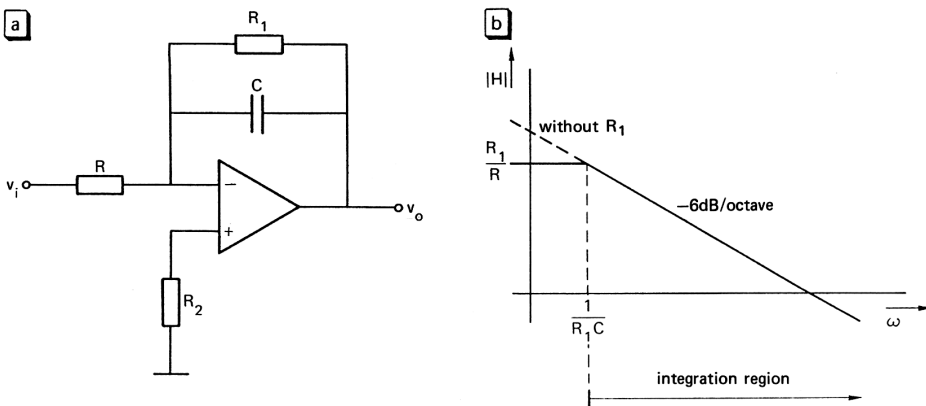 a
R₁
C
R
vᵢ
−
+
vₒ
R₂
b
|H|
without R₁
R₁
R
−6dB/octave
1
R₁C
ω
integration region